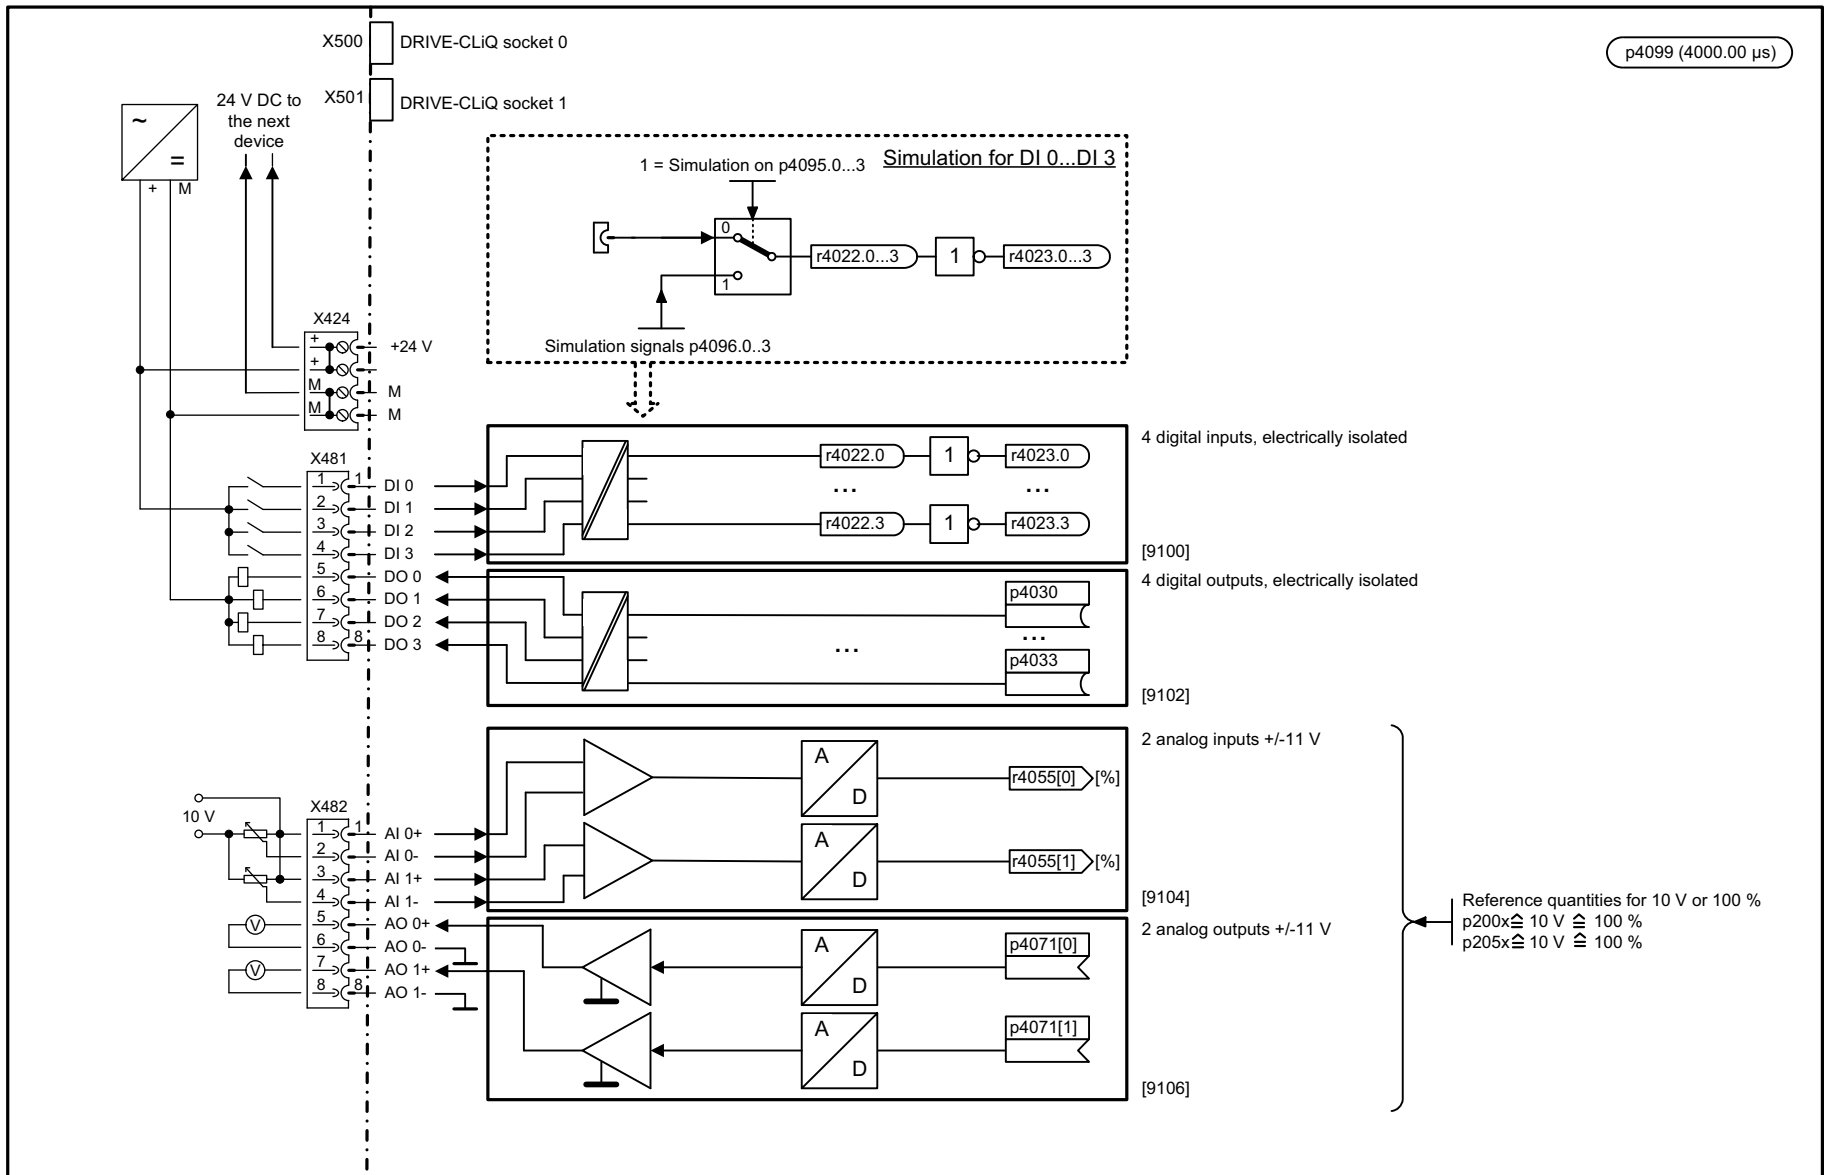 X500 DRIVE-CLiQ socket 0
p4099 (4000.00 µs)
X501 DRIVE-CLiQ socket 1
24 V DC to
the next
device
~
=
+ M
Simulation for DI 0...DI 3
1 = Simulation on p4095.0...3
0
1
r4022.0...3 1 r4023.0...3
Simulation signals p4096.0..3
X424
+ +24 V
+
M M
M M
4 digital inputs, electrically isolated
r4022.0 1 r4023.0
... ...
r4022.3 1 r4023.3
[9100]
X481
1 1 DI 0
2 DI 1
3 DI 2
4 DI 3
5 DO 0
6 DO 1
7 DO 2
8 8 DO 3
4 digital outputs, electrically isolated
p4030
...
...
p4033
[9102]
2 analog inputs +/-11 V
A
D
r4055[0] [%]
A
D
r4055[1] [%]
[9104]
10 V
X482
1 1 AI 0+
2 AI 0-
3 AI 1+
4 AI 1-
5 AO 0+
6 AO 0-
7 AO 1+
8 8 AO 1-
V
V
2 analog outputs +/-11 V
A
D
p4071[0]
A
D
p4071[1]
[9106]
Reference quantities for 10 V or 100 %
p200x≙ 10 V ≙ 100 %
p205x≙ 10 V ≙ 100 %